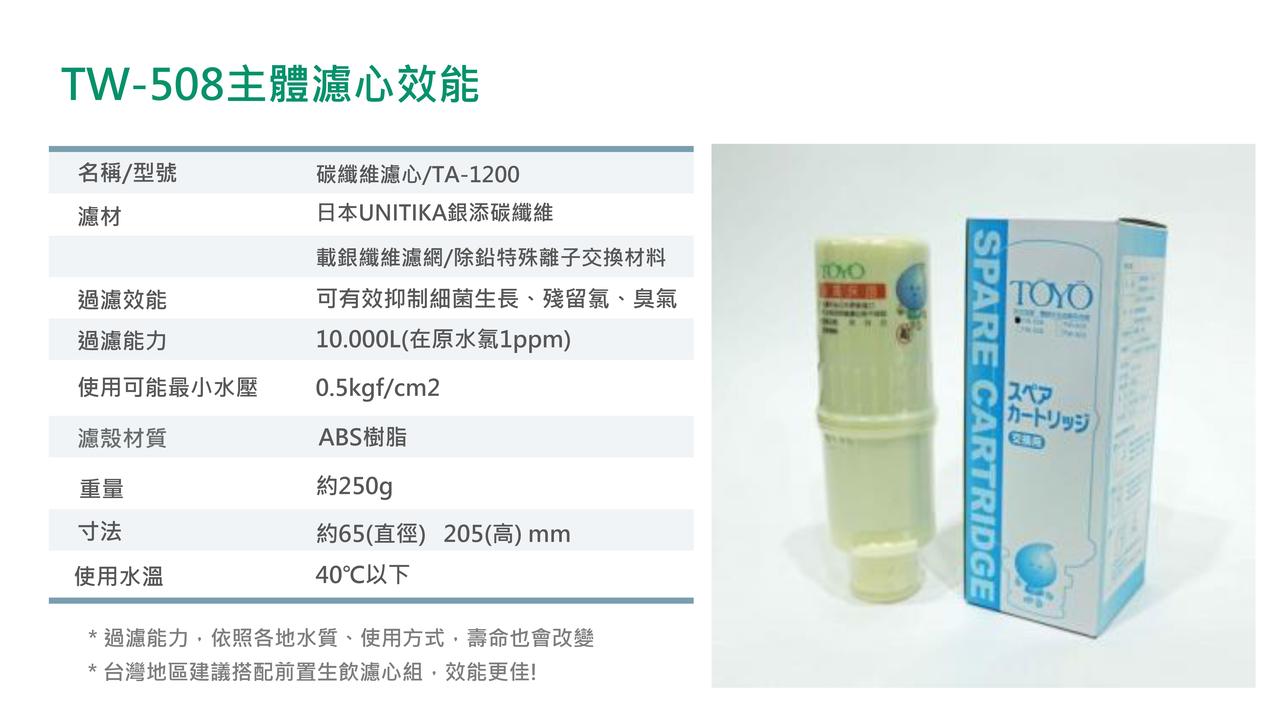 TW-508主體濾心效能
名稱/型號 碳纖維濾心/TA-1200
濾材 日本UNITIKA銀添碳纖維
載銀纖維濾網/除鉛特殊離子交換材料
過濾效能 可有效抑制細菌生長、殘留氯、臭氣
過濾能力 10.000L(在原水氯1ppm)
使用可能最小水壓 0.5kgf/cm2
濾殼材質 ABS樹脂
重量 約250g
寸法 約65(直徑) 205(高) mm
使用水溫 40℃以下
* 過濾能力，依照各地水質、使用方式，壽命也會改變
* 台灣地區建議搭配前置生飲濾心組，效能更佳!
TOYO
SPARE CARTRIDGE
TŌYŌ
スペア
カートリッジ
交換用